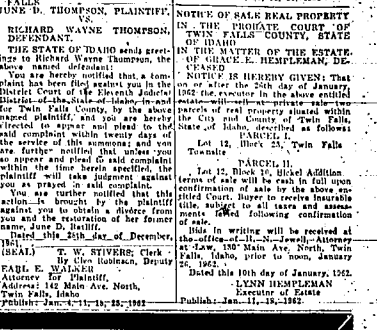 FALLS
JUNE D. THOMPSON, PLAINTIFF,
VS.
RICHARD WAYNE THOMPSON,
DEFENDANT.
THE STATE OF IDAHO sends greet-
ings to Richard Wayne Thompson, the
above named defendant:
You are hereby notified that a com-
plaint has been filed against you in the
District Court of the Eleventh Judicial
District of the State of Idaho, in and
for Twin Falls County, by the above
named plaintiff, and you are hereby
directed to appear and plead to the
said complaint within twenty days of
the service of this summons; and you
are further notified that unless you
so appear and plead to said complaint
within the time herein specified, the
plaintiff will take judgment against
you as prayed in said complaint.
You are further notified that this
action is brought by the plaintiff
against you to obtain a divorce from
you and the restoration of her former
name, June D. Ratliff.
Dated this 28th day of December,
1961.
(SEAL) T. W. STIVERS, Clerk
By Cleo Robinson, Deputy
EARL E. WALKER
Attorney for Plaintiff,
Address: 142 Main Ave. North,
Twin Falls, Idaho
Publish: Jan. 4, 11, 18, 25, 1962
NOTICE OF SALE REAL PROPERTY
IN THE PROBATE COURT OF
TWIN FALLS COUNTY, STATE
OF IDAHO
IN THE MATTER OF THE ESTATE
OF GRACE E. HEMPLEMAN, DE-
CEASED
NOTICE IS HEREBY GIVEN: That
on or after the 26th day of January,
1962 the executor in the above entitled
estate will sell at private sale two
parcels of real property situated within
the City and County of Twin Falls,
State of Idaho, described as follows:
PARCEL I.
Lot 12, Block 23, Twin Falls
Townsite
PARCEL II.
Lot 12, Block 10, Bickel Addition
terms of sale will be cash in full upon
confirmation of sale by the above en-
titled Court. Buyer to receive insurable
title, subject to all taxes and assess-
ments levied following confirmation
of sale.
Bids in writing will be received at
the office of R. N. Jewell, Attorney
at Law, 130 Main Ave. North, Twin
Falls, Idaho, prior to noon, January
26, 1962.
Dated this 10th day of January, 1962.
LYNN HEMPLEMAN
Executor of Estate
Publish: Jan. 11, 18, 1962